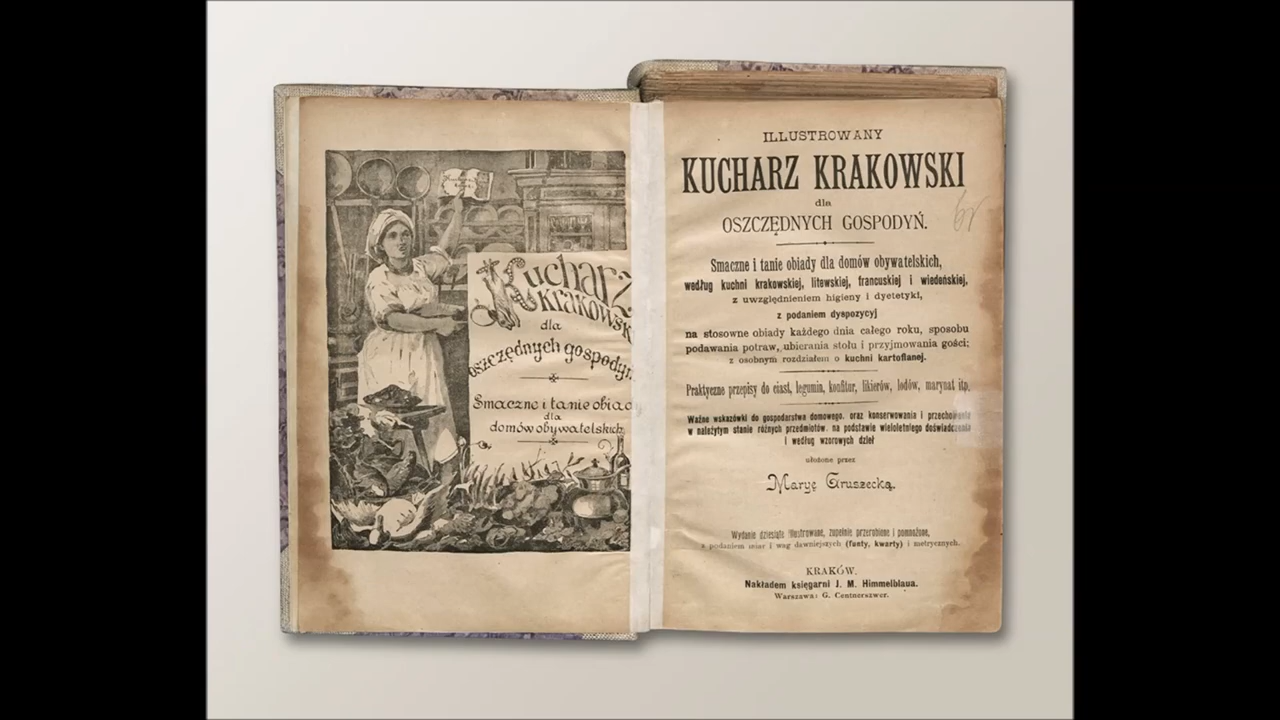 Kucharz
krakowsk
dla
oszczędnych gospodyń
Smaczne i tanie obiady
dla
domów obywatelskich
ILLUSTROWANY
KUCHARZ KRAKOWSKI
dla
OSZCZĘDNYCH GOSPODYŃ.
Smaczne i tanie obiady dla domów obywatelskich,
według kuchni krakowskiej, litewskiej, francuskiej i wiedeńskiej,
z uwzględnieniem higieny i dyetetyki,
z podaniem dyspozycyj
na stosowne obiady każdego dnia całego roku, sposobu
podawania potraw, ubierania stołu i przyjmowania gości;
z osobnym rozdziałem o kuchni kartoflanej.
Praktyczne przepisy do ciast, legumin, konfitur, likierów, lodów, marynat itp.
Ważne wskazówki do gospodarstwa domowego, oraz konserwowania i przechowania
w należytym stanie różnych przedmiotów, na podstawie wieloletniego doświadczenia
i według wzorowych dzieł
ułożone przez
Maryę Gruszecką.
Wydanie dziesiąte illustrowane, zupełnie przerobione i pomnożone,
z podaniem miar i wag dawniejszych (funty, kwarty) i metrycznych.
KRAKÓW.
Nakładem księgarni J. M. Himmelblaua.
Warszawa: G. Centnerszwer.